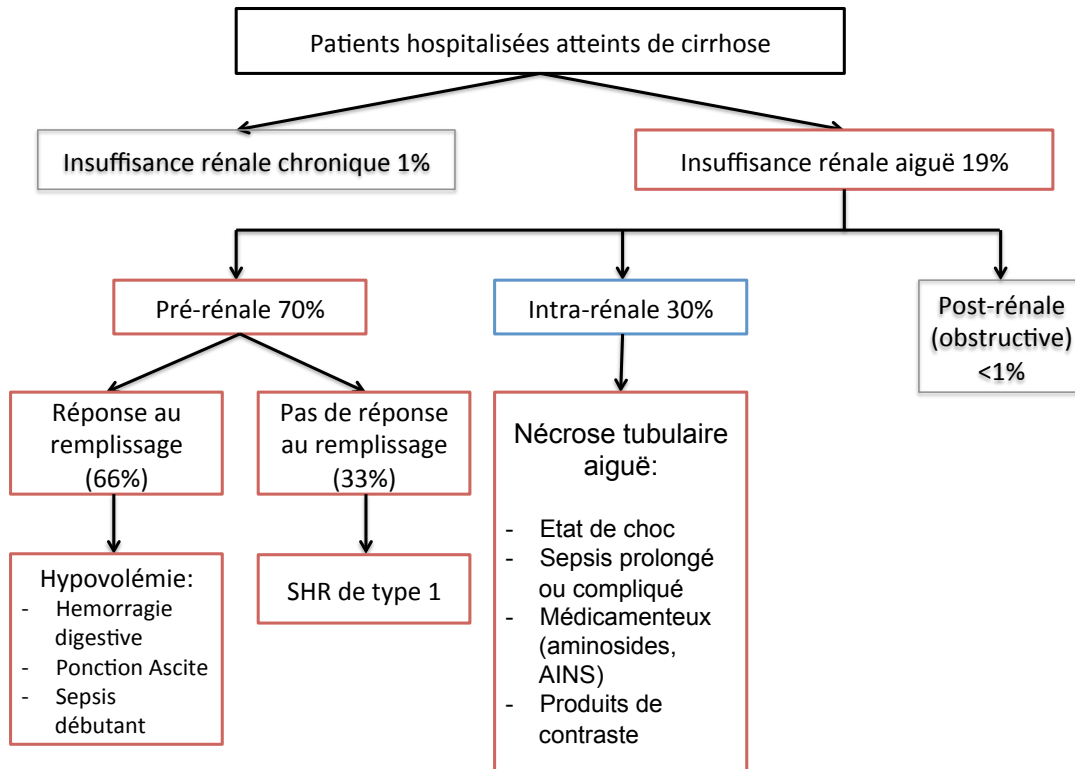 Patients hospitalisées atteints de cirrhose
Insuffisance rénale chronique 1%
Insuffisance rénale aiguë 19%
Pré-rénale 70%
Intra-rénale 30%
Post-rénale
(obstructive)
<1%
Réponse au
remplissage
(66%)
Pas de réponse
au remplissage
(33%)
Nécrose tubulaire
aiguë:
- Etat de choc
- Sepsis prolongé
ou compliqué
- Médicamenteux
(aminosides,
AINS)
- Produits de
contraste
Hypovolémie:
- Hemorragie
digestive
- Ponction Ascite
- Sepsis
débutant
SHR de type 1